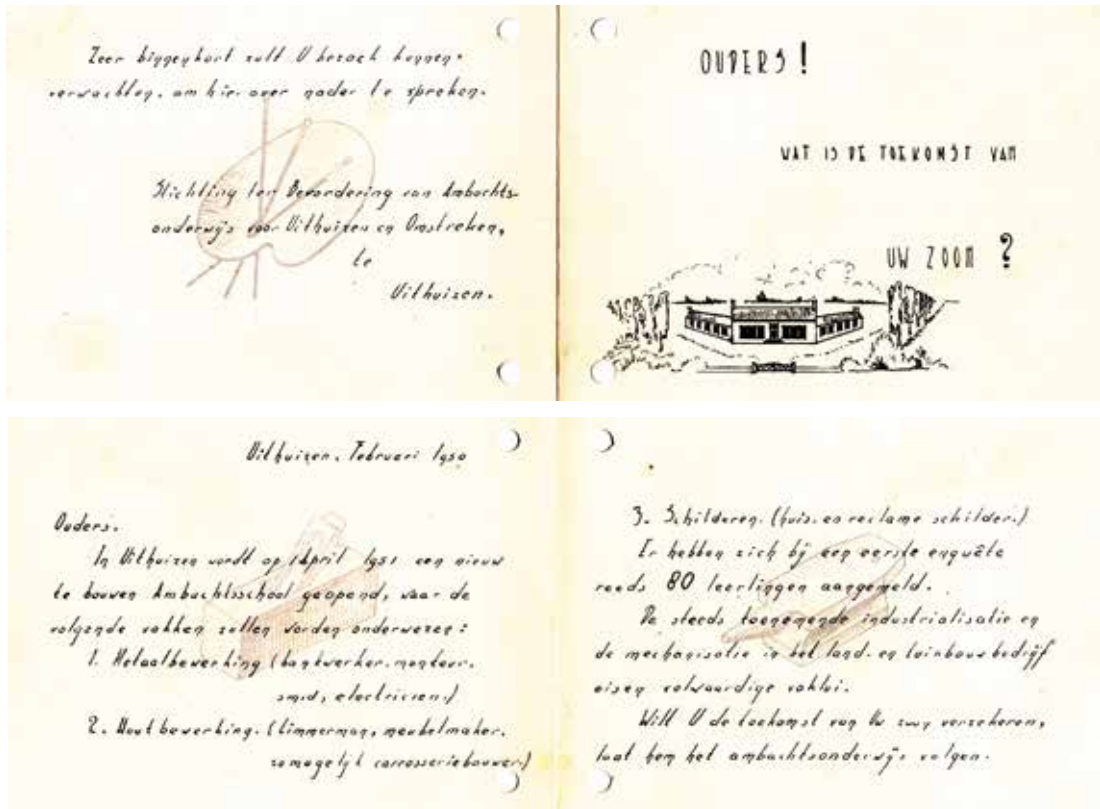 Zeer binnenkort zult U bezoek kunnen
verwachten, om hier over nader te spreken.
Stichting ter Bevordering van Ambachts-
onderwijs voor Uithuizen en Omstreken,
te
Uithuizen.
OUDERS!
WAT IS DE TOEKOMST VAN
UW ZOON?
Uithuizen, Februari 1950
Ouders.
In Uithuizen wordt op 1 April 1951 een nieuw
te bouwen Ambachtsschool geopend, waar de
volgende vakken zullen worden onderwezen:
1. Metaalbewerking (bankwerker, monteur,
smid, electricien.)
2. Houtbewerking. (timmerman, meubelmaker,
zo mogelijk carrosseriebouwer.)
3. Schilderen. (huis- en reclame schilder.)
Er hebben zich bij een eerste enquête
reeds 80 leerlingen aangemeld.
De steeds toenemende industrialisatie en
de mechanisatie in het land- en tuinbouwbedrijf
eisen volwaardige vaklui.
Wilt U de toekomst van Uw zoon verzekeren,
laat hem het ambachtsonderwijs volgen.